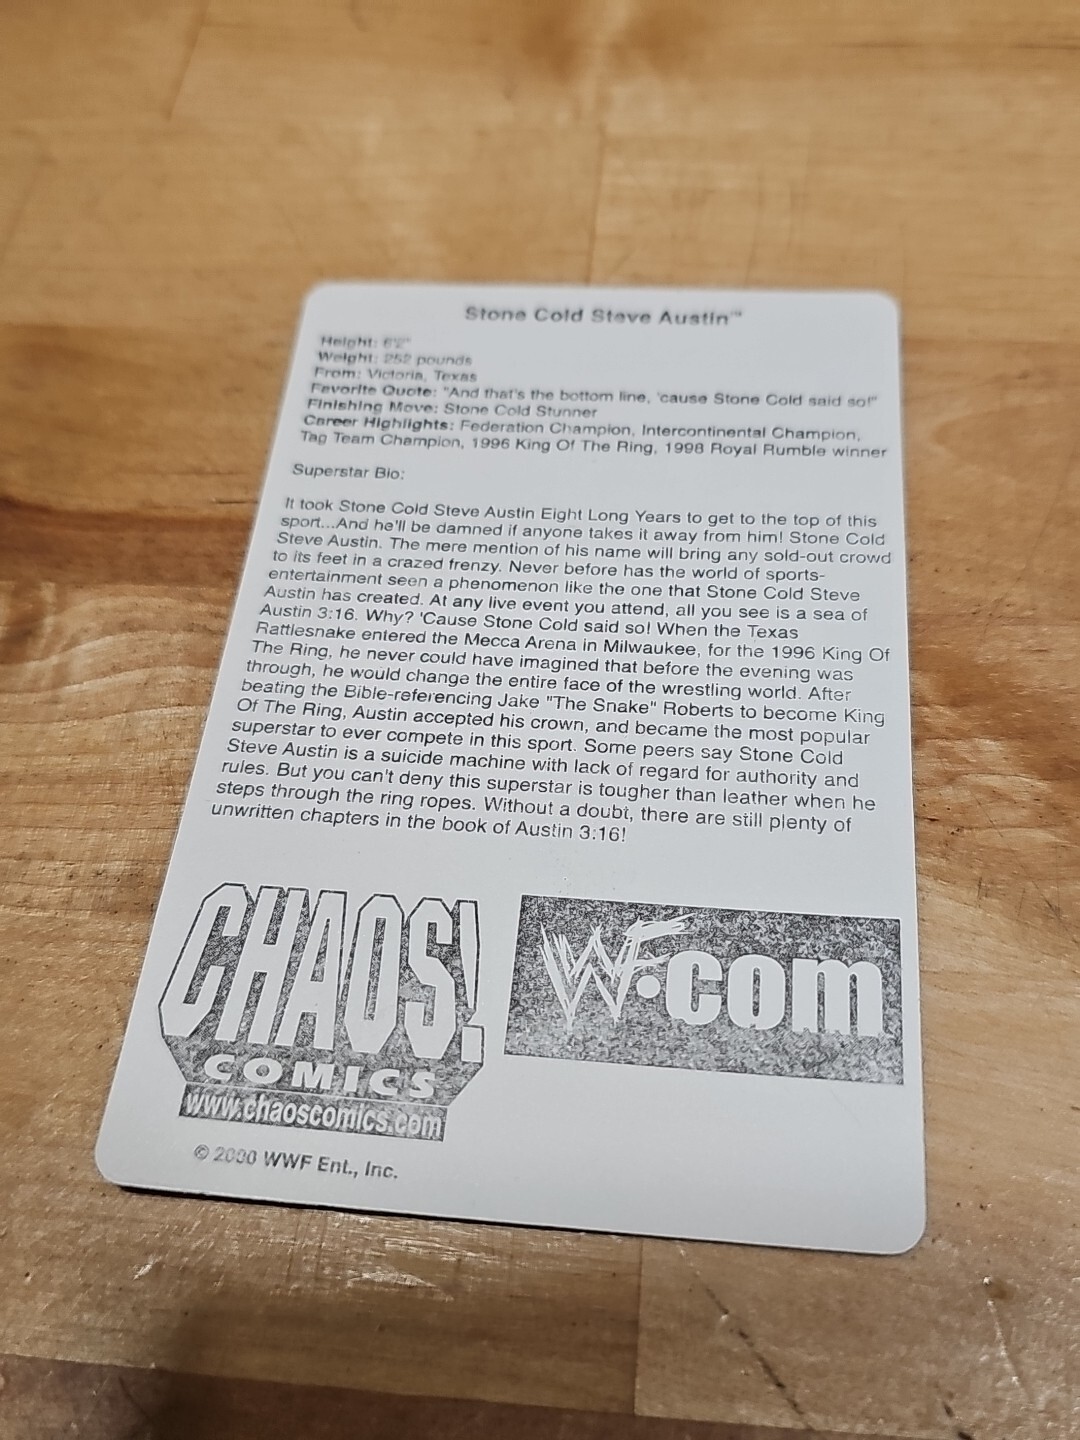 Stone Cold Steve Austin™
Height: 6'2"
Weight: 252 pounds
From: Victoria, Texas
Favorite Quote: "And that's the bottom line, 'cause Stone Cold said so!"
Finishing Move: Stone Cold Stunner
Career Highlights: Federation Champion, Intercontinental Champion,
Tag Team Champion, 1996 King Of The Ring, 1998 Royal Rumble winner
Superstar Bio:
It took Stone Cold Steve Austin Eight Long Years to get to the top of this
sport...And he'll be damned if anyone takes it away from him! Stone Cold
Steve Austin. The mere mention of his name will bring any sold-out crowd
to its feet in a crazed frenzy. Never before has the world of sports-
entertainment seen a phenomenon like the one that Stone Cold Steve
Austin has created. At any live event you attend, all you see is a sea of
Austin 3:16. Why? 'Cause Stone Cold said so! When the Texas
Rattlesnake entered the Mecca Arena in Milwaukee, for the 1996 King Of
The Ring, he never could have imagined that before the evening was
through, he would change the entire face of the wrestling world. After
beating the Bible-referencing Jake "The Snake" Roberts to become King
Of The Ring, Austin accepted his crown, and became the most popular
superstar to ever compete in this sport. Some peers say Stone Cold
Steve Austin is a suicide machine with lack of regard for authority and
rules. But you can't deny this superstar is tougher than leather when he
steps through the ring ropes. Without a doubt, there are still plenty of
unwritten chapters in the book of Austin 3:16!
CHAOS!
COMICS
www.chaoscomics.com
WWF.com
© 2000 WWF Ent., Inc.